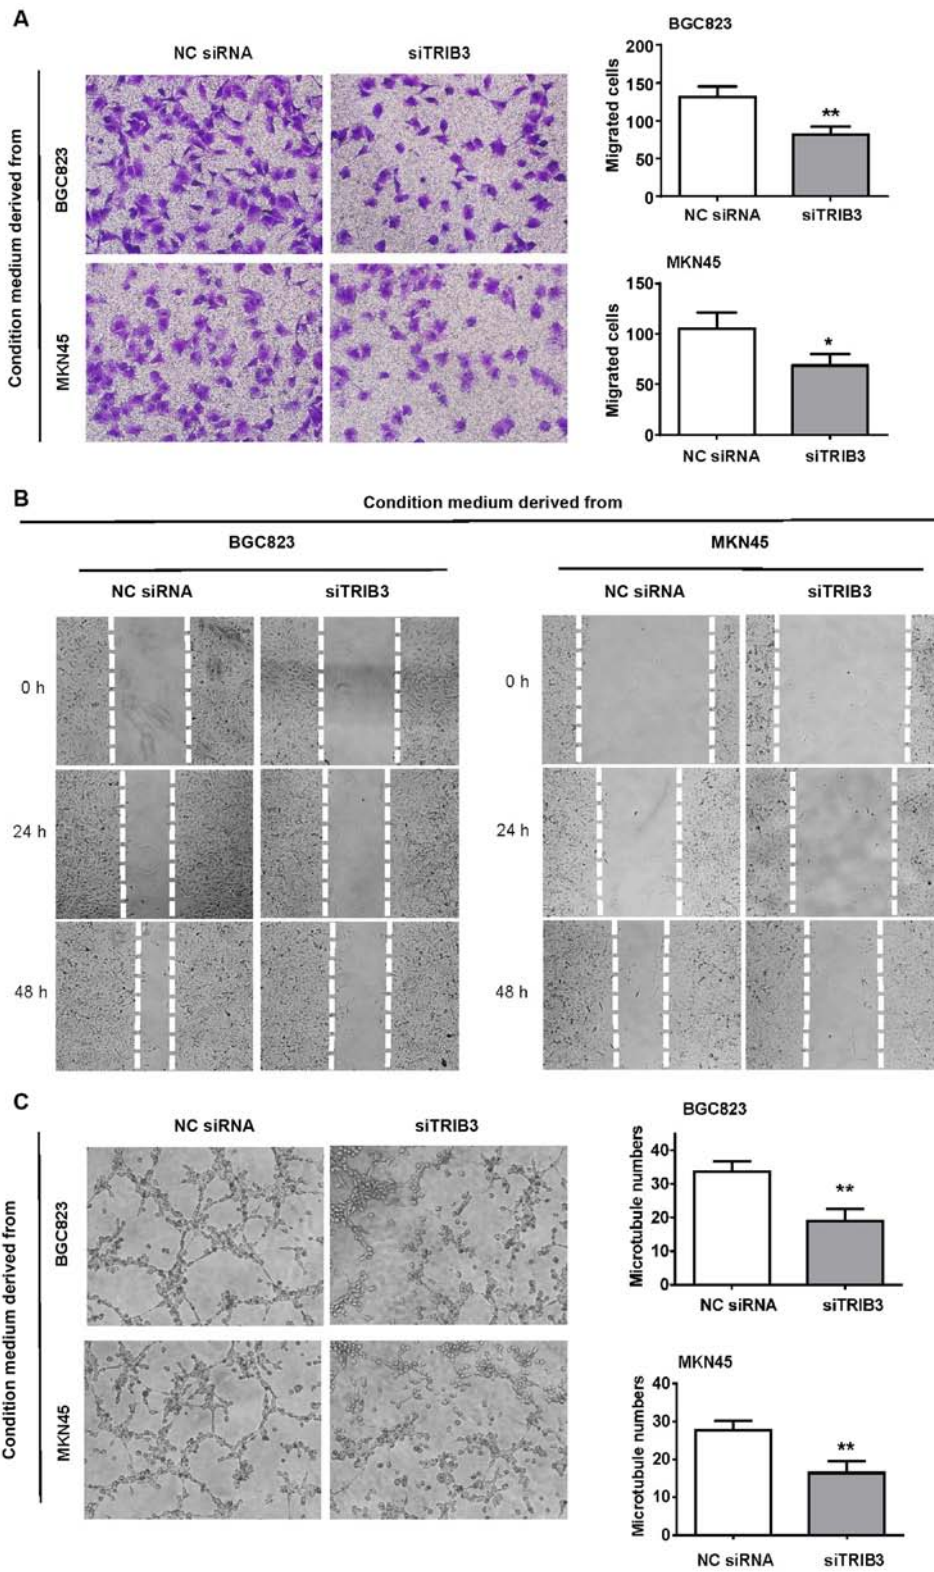 A
NC siRNA
siTRIB3
Condition medium derived from
BGC823
MKN45
BGC823
Migrated cells
200
150
100
50
0
**
NC siRNA
siTRIB3
MKN45
Migrated cells
150
100
50
0
*
NC siRNA
siTRIB3
B
Condition medium derived from
BGC823
MKN45
NC siRNA
siTRIB3
NC siRNA
siTRIB3
0 h
0 h
24 h
24 h
48 h
48 h
C
NC siRNA
siTRIB3
Condition medium derived from
BGC823
MKN45
BGC823
Microtubule numbers
40
30
20
10
0
**
NC siRNA
siTRIB3
MKN45
Microtubule numbers
40
30
20
10
0
**
NC siRNA
siTRIB3